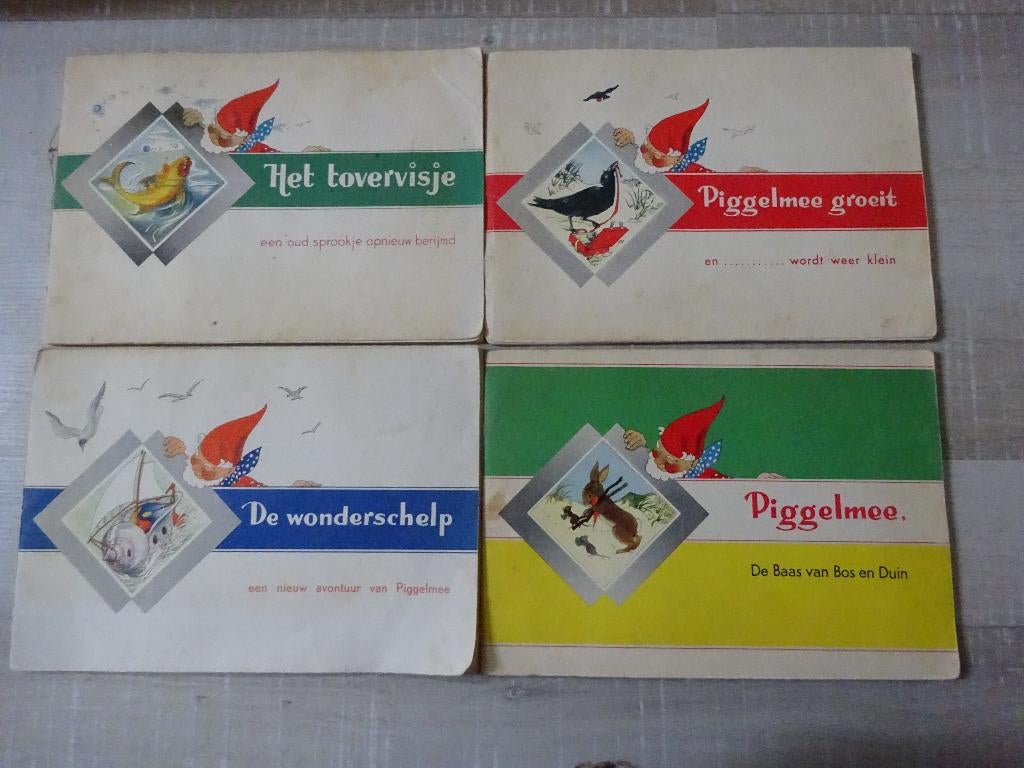 Het tovervisje
een oud sprookje opnieuw berijmd
Piggelmee groeit
en ........... wordt weer klein
De wonderschelp
een nieuw avontuur van Piggelmee
Piggelmee,
De Baas van Bos en Duin